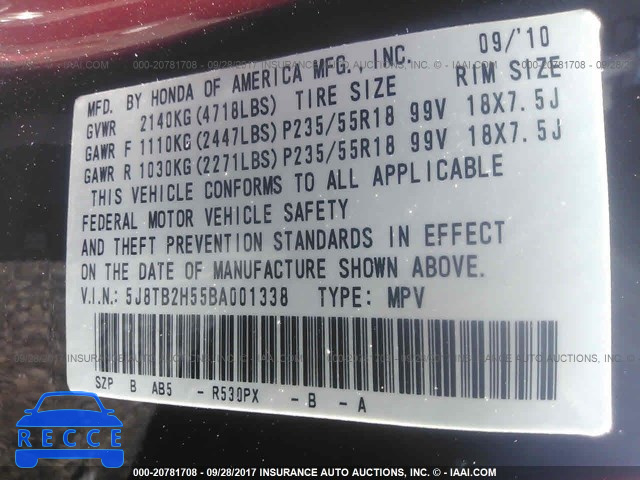 000-20781708 - 09/28/2017 INSURANCE AUTO AUCTIONS, INC. - © IAAI.COM
MFD. BY HONDA OF AMERICA MFG., INC. 09/'10
GVWR 2140KG(4718LBS) TIRE SIZE RIM SIZE
GAWR F 1110KG(2447LBS) P235/55R18 99V 18X7.5J
GAWR R 1030KG(2271LBS) P235/55R18 99V 18X7.5J
THIS VEHICLE CONFORMS TO ALL APPLICABLE
FEDERAL MOTOR VEHICLE SAFETY
AND THEFT PREVENTION STANDARDS IN EFFECT
ON THE DATE OF MANUFACTURE SHOWN ABOVE.
V.I.N.: 5J8TB2H55BA001338 TYPE: MPV
SZP B AB5 - R530PX - B - A
RECCE
000-20781708 - 09/28/2017 INSURANCE AUTO AUCTIONS, INC. - © IAAI.COM